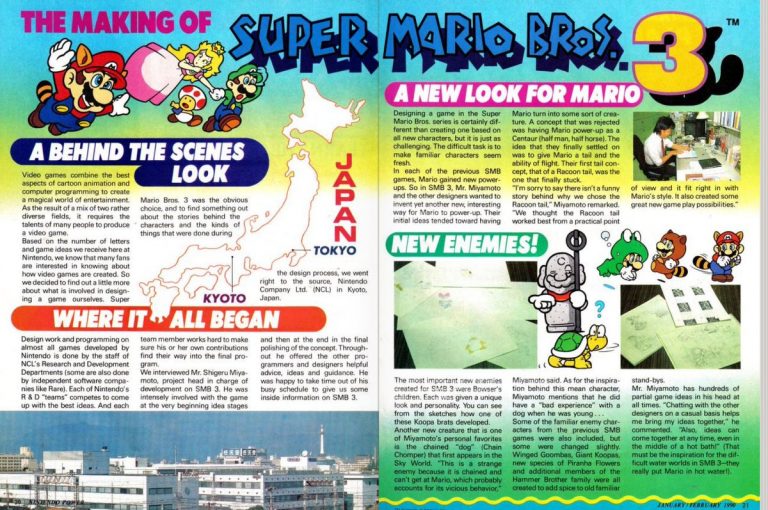 THE MAKING OF
SUPER MARIO BROS. 3 ™
A BEHIND THE SCENES
LOOK
Video games combine the best
aspects of cartoon animation and
computer programming to create
a magical world of entertainment.
As the result of a mix of two rather
diverse fields, it requires the
talents of many people to produce
a video game.
Based on the number of letters
and game ideas we receive here at
Nintendo, we know that many fans
are interested in knowing about
how video games are created. So
we decided to find out a little more
about what is involved in design-
ing a game ourselves. Super
Mario Bros. 3 was the obvious
choice, and to find something out
about the stories behind the
characters and the kinds of
things that were done during
the design process, we went
right to the source, Nintendo
Company Ltd. (NCL) in Kyoto,
Japan.
JAPAN
TOKYO
KYOTO
WHERE IT ALL BEGAN
Design work and programming on
almost all games developed by
Nintendo is done by the staff of
NCL's Research and Development
Departments (some are also done
by independent software compa-
nies like Rare). Each of Nintendo's
R & D "teams" competes to come
up with the best ideas. And each
team member works hard to make
sure his or her own contributions
find their way into the final pro-
gram.
We interviewed Mr. Shigeru Miya-
moto, project head in charge of
development on SMB 3. He was
intensely involved with the game
at the very beginning idea stages
and then at the end in the final
polishing of the concept. Through-
out he offered the other pro-
grammers and designers helpful
advice, ideas and guidance. He
was happy to take time out of his
busy schedule to give us some
inside information on SMB 3.
NINTENDO POWER
A NEW LOOK FOR MARIO
Designing a game in the Super
Mario Bros. series is certainly dif-
ferent than creating one based on
all new characters, but it is just as
challenging. The difficult task is to
make familiar characters seem
fresh.
In each of the previous SMB
games, Mario gained new power-
ups. So in SMB 3, Mr. Miyamoto
and the other designers wanted to
invent yet another new, interesting
way for Mario to power-up. Their
initial ideas tended toward having
Mario turn into some sort of crea-
ture. A concept that was rejected
was having Mario power-up as a
Centaur (half man, half horse). The
idea that they finally settled on
was to give Mario a tail and the
ability of flight. Their first tail con-
cept, that of a Racoon tail, was the
one that finally stuck.
"I'm sorry to say there isn't a funny
story behind why we chose the
Racoon tail," Miyamoto remarked.
"We thought the Racoon tail
worked best from a practical point
of view and it fit right in with
Mario's style. It also created some
great new game play possibilities."
NEW ENEMIES!
The most important new enemies
created for SMB 3 were Bowser's
children. Each was given a unique
look and personality. You can see
from the sketches how one of
these Koopa brats developed.
Another new creature that is one
of Miyamoto's personal favorites
is the chained "dog" (Chain
Chomper) that first appears in the
Sky World. "This is a strange
enemy because it is chained and
can't get at Mario, which probably
accounts for its vicious behavior,"
Miyamoto said. As for the inspira-
tion behind this mean character,
Miyamoto mentions that he did
have a "bad experience" with a
dog when he was young . . .
Some of the familiar enemy char-
acters from the previous SMB
games were also included, but
some were changed slightly.
Winged Goombas, Giant Koopas,
new species of Piranha Flowers
and additional members of the
Hammer Brother family were all
created to add spice to old familiar
stand-bys.
Mr. Miyamoto has hundreds of
partial game ideas in his head at
all times. "Chatting with the other
designers on a casual basis helps
me bring my ideas together," he
commented. "Also, ideas can
come together at any time, even in
the middle of a hot bath!" (That
must be the inspiration for the dif-
ficult water worlds in SMB 3—they
really put Mario in hot water!).
JANUARY/FEBRUARY 1990 21